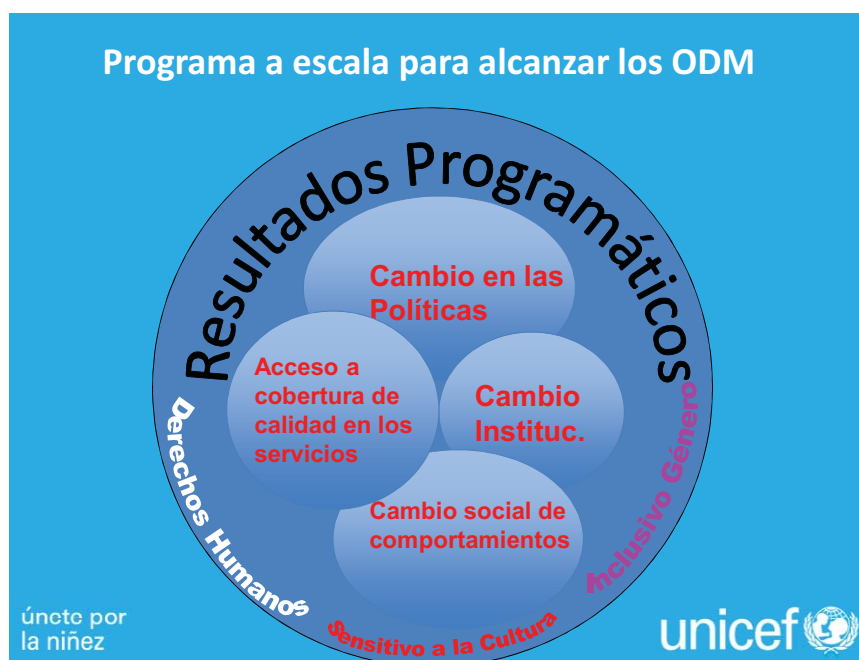 Programa a escala para alcanzar los ODM
Resultados Programáticos
Cambio en las
Políticas
Acceso a
cobertura de
calidad en los
servicios
Cambio
Instituc.
Cambio social de
comportamientos
Derechos Humanos
Sensitivo a la Cultura
Inclusivo Género
únete por
la niñez
unicef